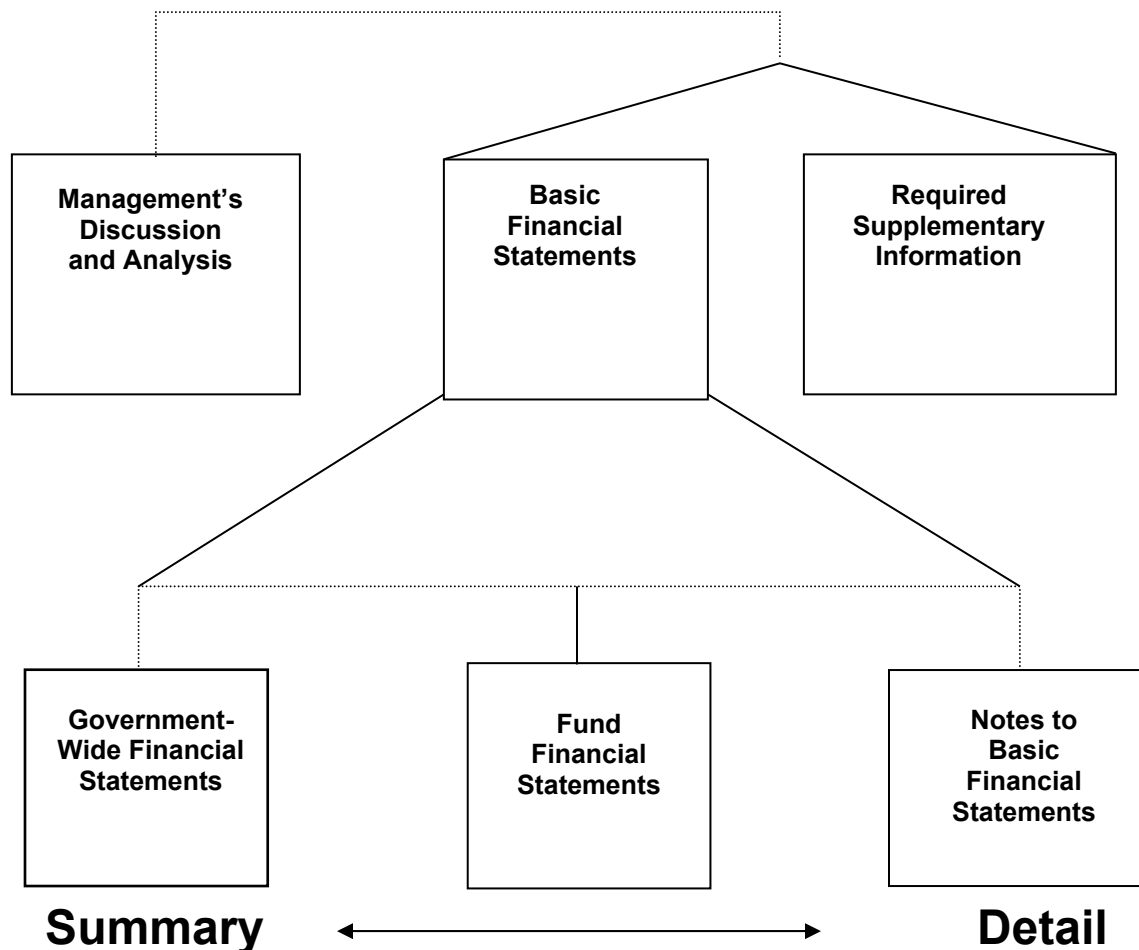 Management’s
Discussion
and Analysis
Basic
Financial
Statements
Required
Supplementary
Information
Government-
Wide Financial
Statements
Fund
Financial
Statements
Notes to
Basic
Financial
Statements
Summary
Detail